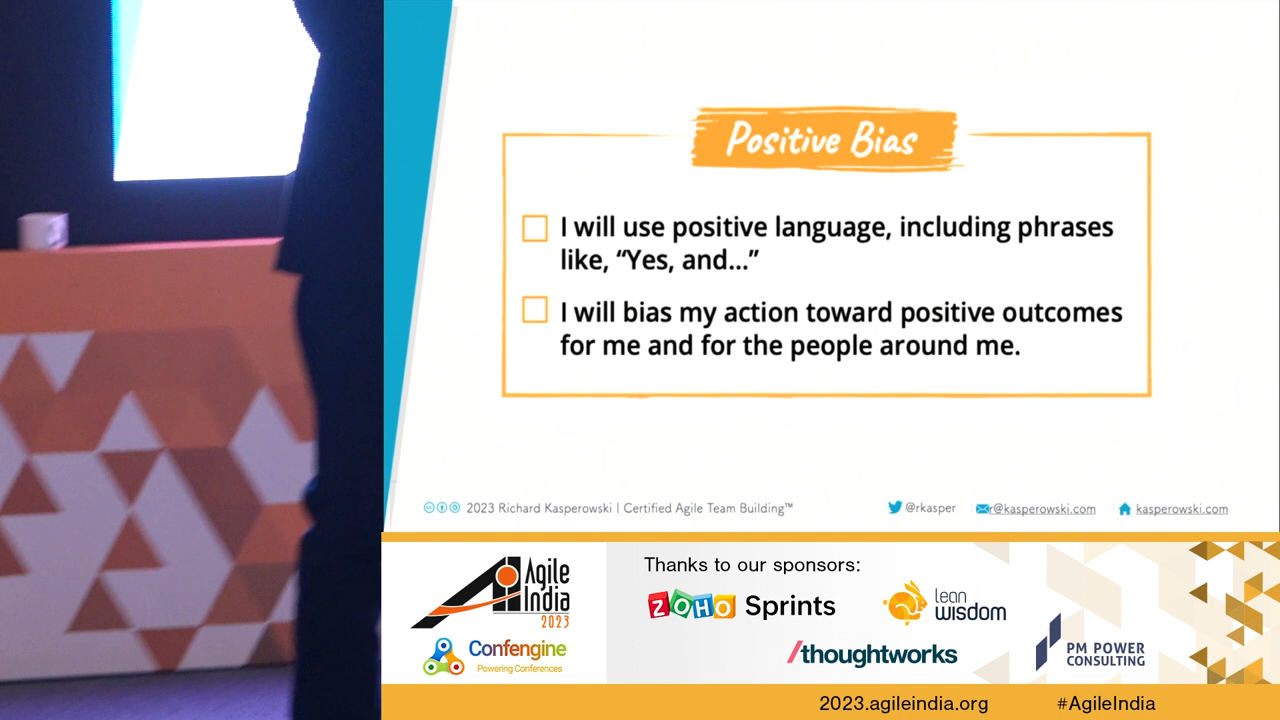 Positive Bias
I will use positive language, including phrases
like, “Yes, and...”
I will bias my action toward positive outcomes
for me and for the people around me.
2023 Richard Kasperowski | Certified Agile Team Building™
@rkasper
r@kasperowski.com
kasperowski.com
Agile
India
2023
Confengine
Powering Conferences
Thanks to our sponsors:
ZOHO Sprints
lean
wisdom
/thoughtworks
PM POWER
CONSULTING
2023.agileindia.org
#AgileIndia